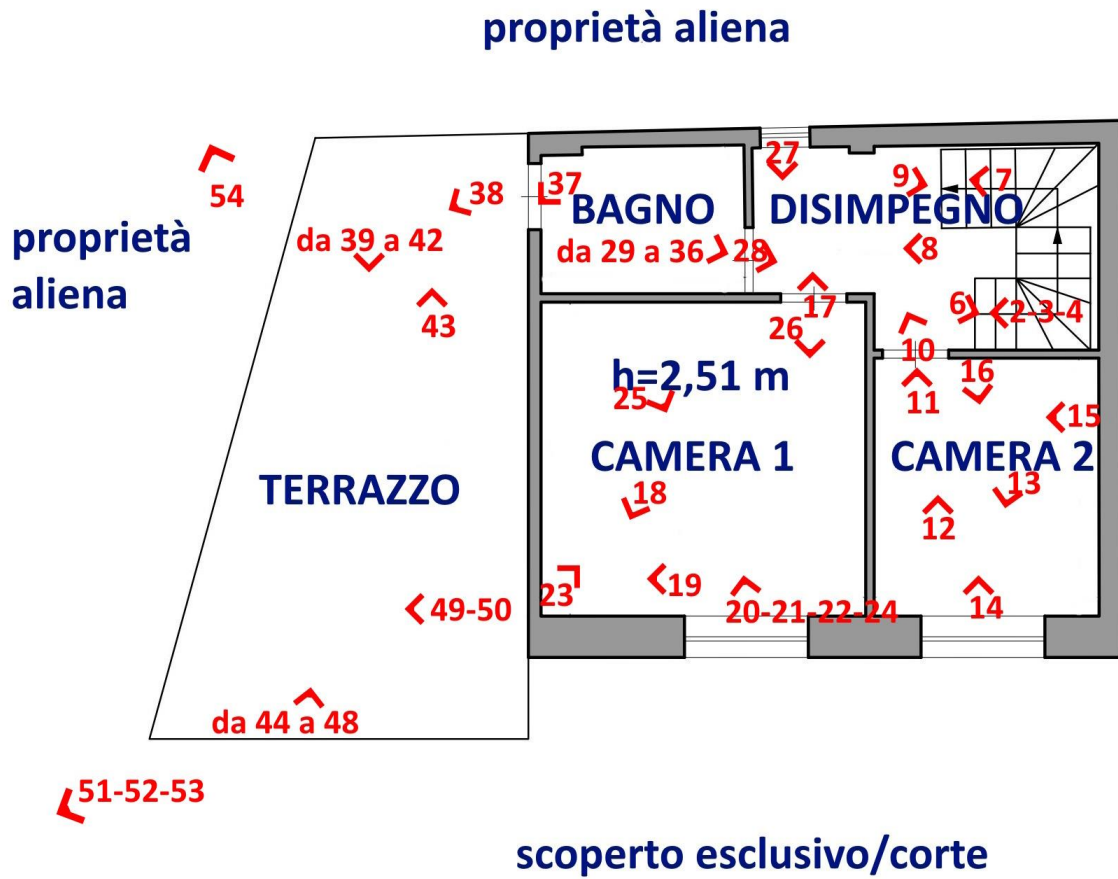 proprietà aliena
54
proprietà
aliena
38
37
27
9
7
BAGNO
DISIMPEGNO
da 39 a 42
da 29 a 36
28
8
43
17
26
6
2-3-4
10
h=2,51 m
16
25
11
15
CAMERA 1
CAMERA 2
TERRAZZO
18
13
12
23
19
49-50
20-21-22-24
14
da 44 a 48
51-52-53
scoperto esclusivo/corte